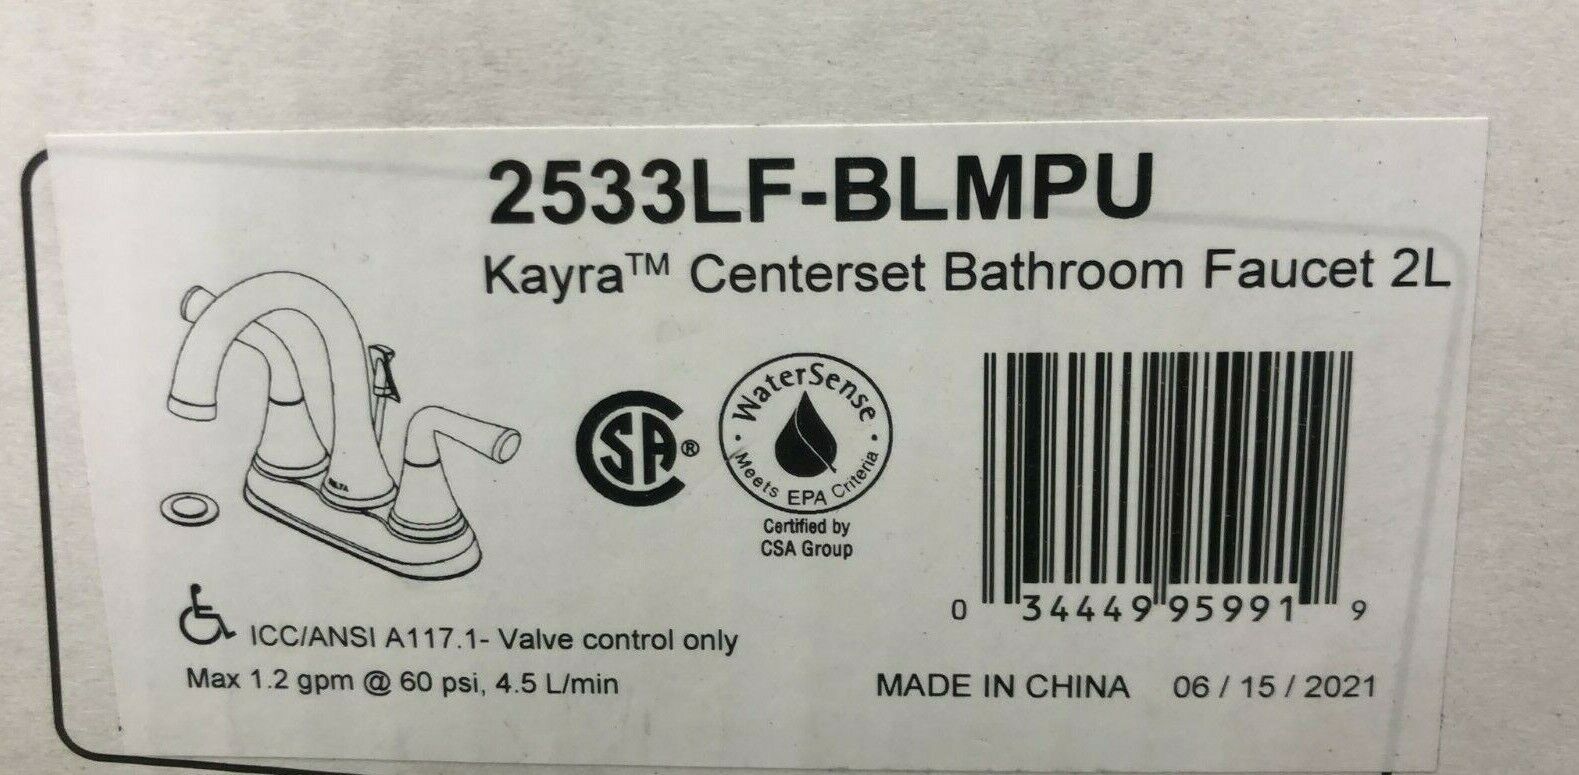 2533LF-BLMPU
Kayra™ Centerset Bathroom Faucet 2L
DELTA
CSA®
WaterSense
Meets EPA Criteria
Certified by
CSA Group
0 34449 95991 9
ICC/ANSI A117.1- Valve control only
Max 1.2 gpm @ 60 psi, 4.5 L/min
MADE IN CHINA 06 / 15 / 2021